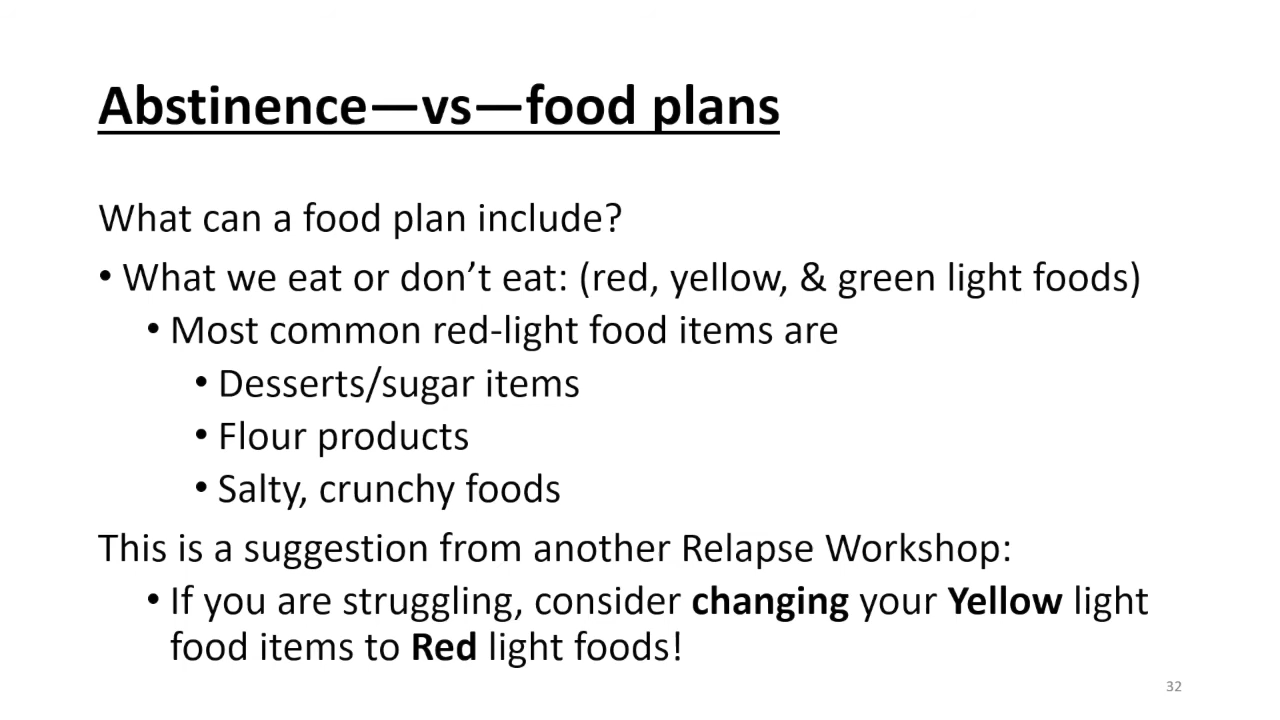 Abstinence—vs—food plans
What can a food plan include?
• What we eat or don’t eat: (red, yellow, & green light foods)
• Most common red-light food items are
• Desserts/sugar items
• Flour products
• Salty, crunchy foods
This is a suggestion from another Relapse Workshop:
• If you are struggling, consider changing your Yellow light
food items to Red light foods!
32